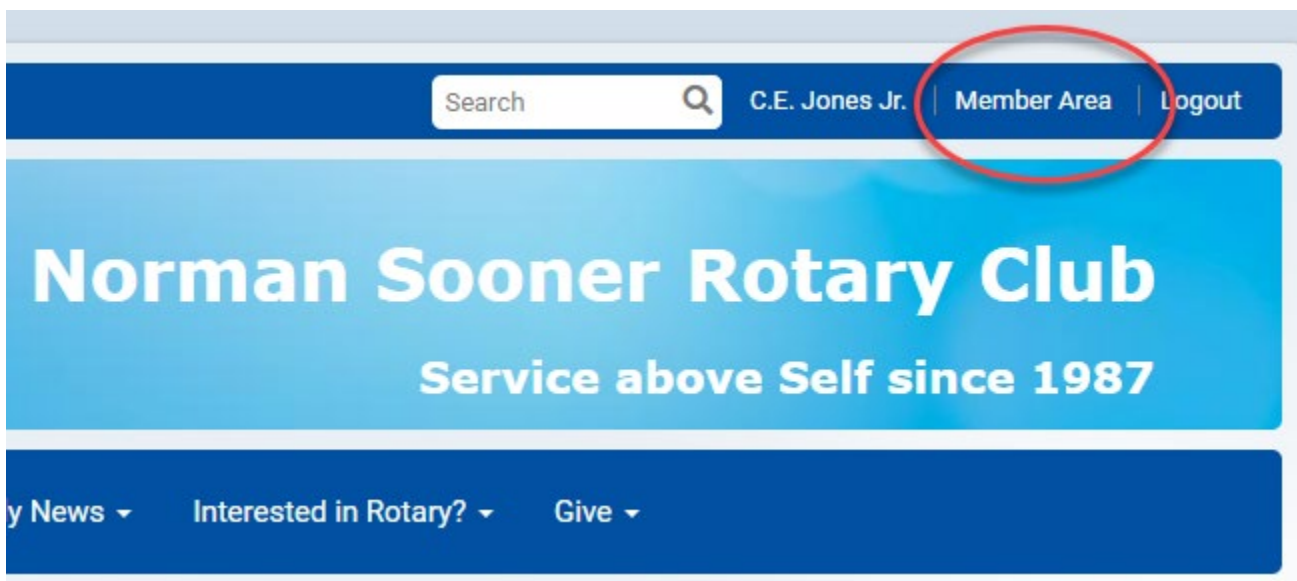 Search C.E. Jones Jr. | Member Area | Logout
Norman Sooner Rotary Club
Service above Self since 1987
y News Interested in Rotary? Give